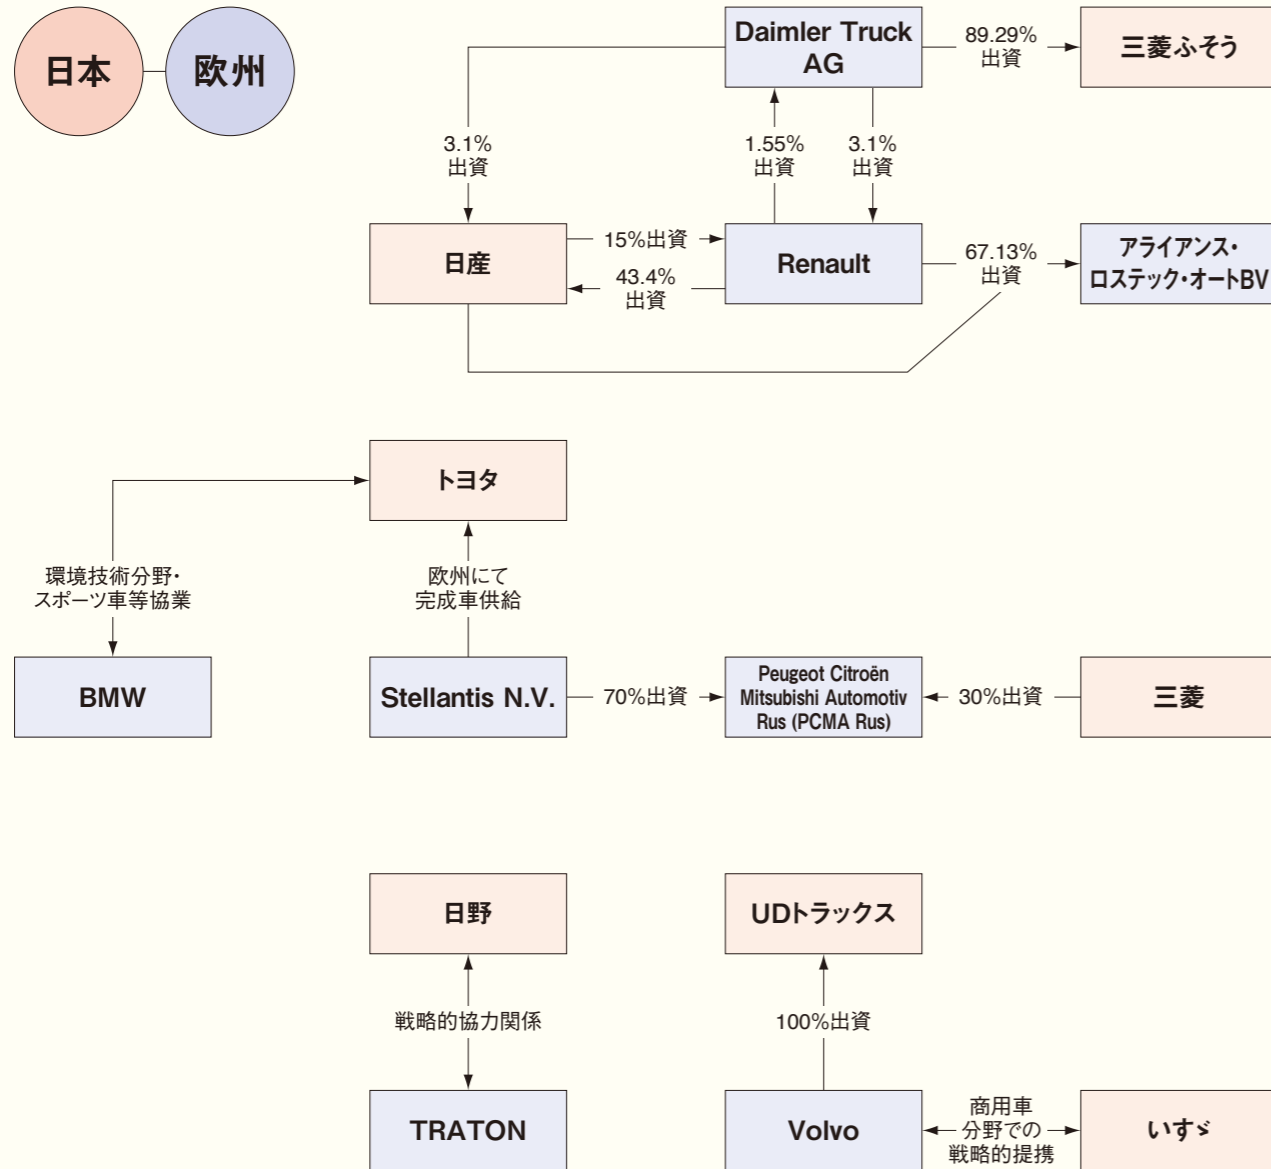 日本
欧州
Daimler Truck
AG
89.29%
出資
三菱ふそう
3.1%
出資
1.55%
出資
3.1%
出資
日産
15%出資
43.4%
出資
Renault
67.13%
出資
アライアンス・
ロステック・オートBV
トヨタ
環境技術分野・
スポーツ車等協業
欧州にて
完成車供給
BMW
Stellantis N.V.
70%出資
Peugeot Citroën
Mitsubishi Automotiv
Rus (PCMA Rus)
30%出資
三菱
日野
UDトラックス
戦略的協力関係
100%出資
TRATON
Volvo
商用車
分野での
戦略的提携
いすゞ